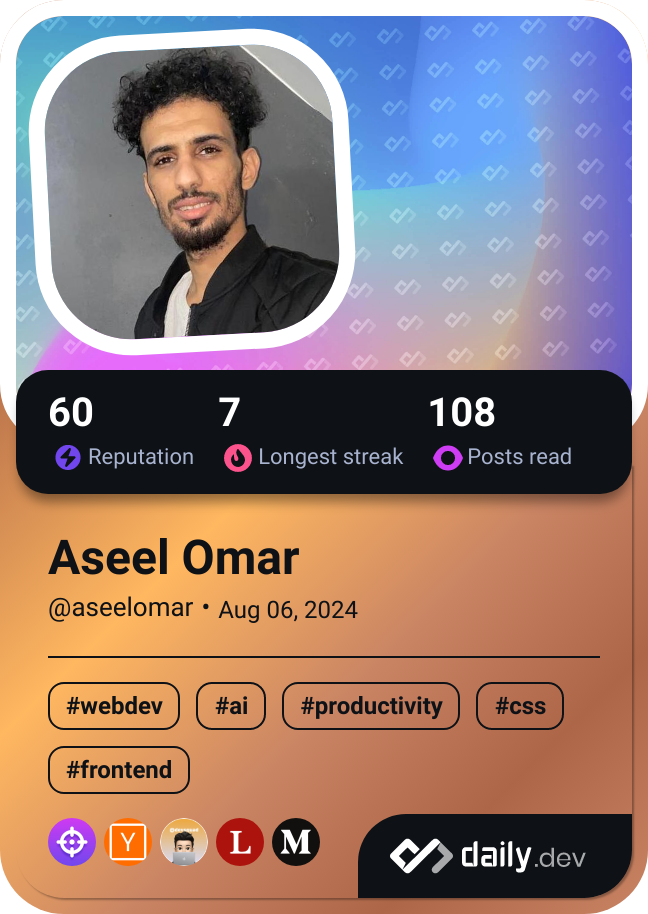 60 7 108
Reputation Longest streak Posts read
Aseel Omar
@aseelomar • Aug 06, 2024
#webdev #ai #productivity #css
#frontend
Y L M
daily.dev